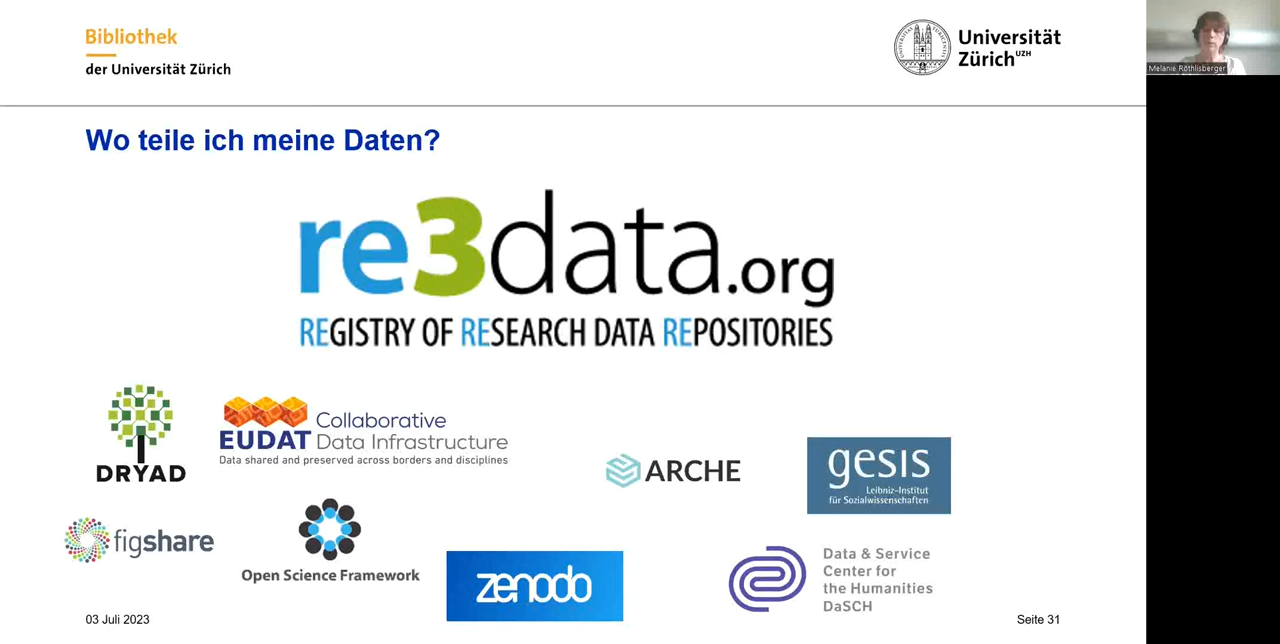 Bibliothek
der Universität Zürich
Universität
Zürich UZH
Melanie Röthlisberger
Wo teile ich meine Daten?
re3data.org
REGISTRY OF RESEARCH DATA REPOSITORIES
DRYAD
EUDAT Collaborative
Data Infrastructure
Data shared and preserved across borders and disciplines
ARCHE
gesis
Leibniz-Institut
für Sozialwissenschaften
figshare
Open Science Framework
zenodo
Data & Service
Center for
the Humanities
DaSCH
03 Juli 2023
Seite 31